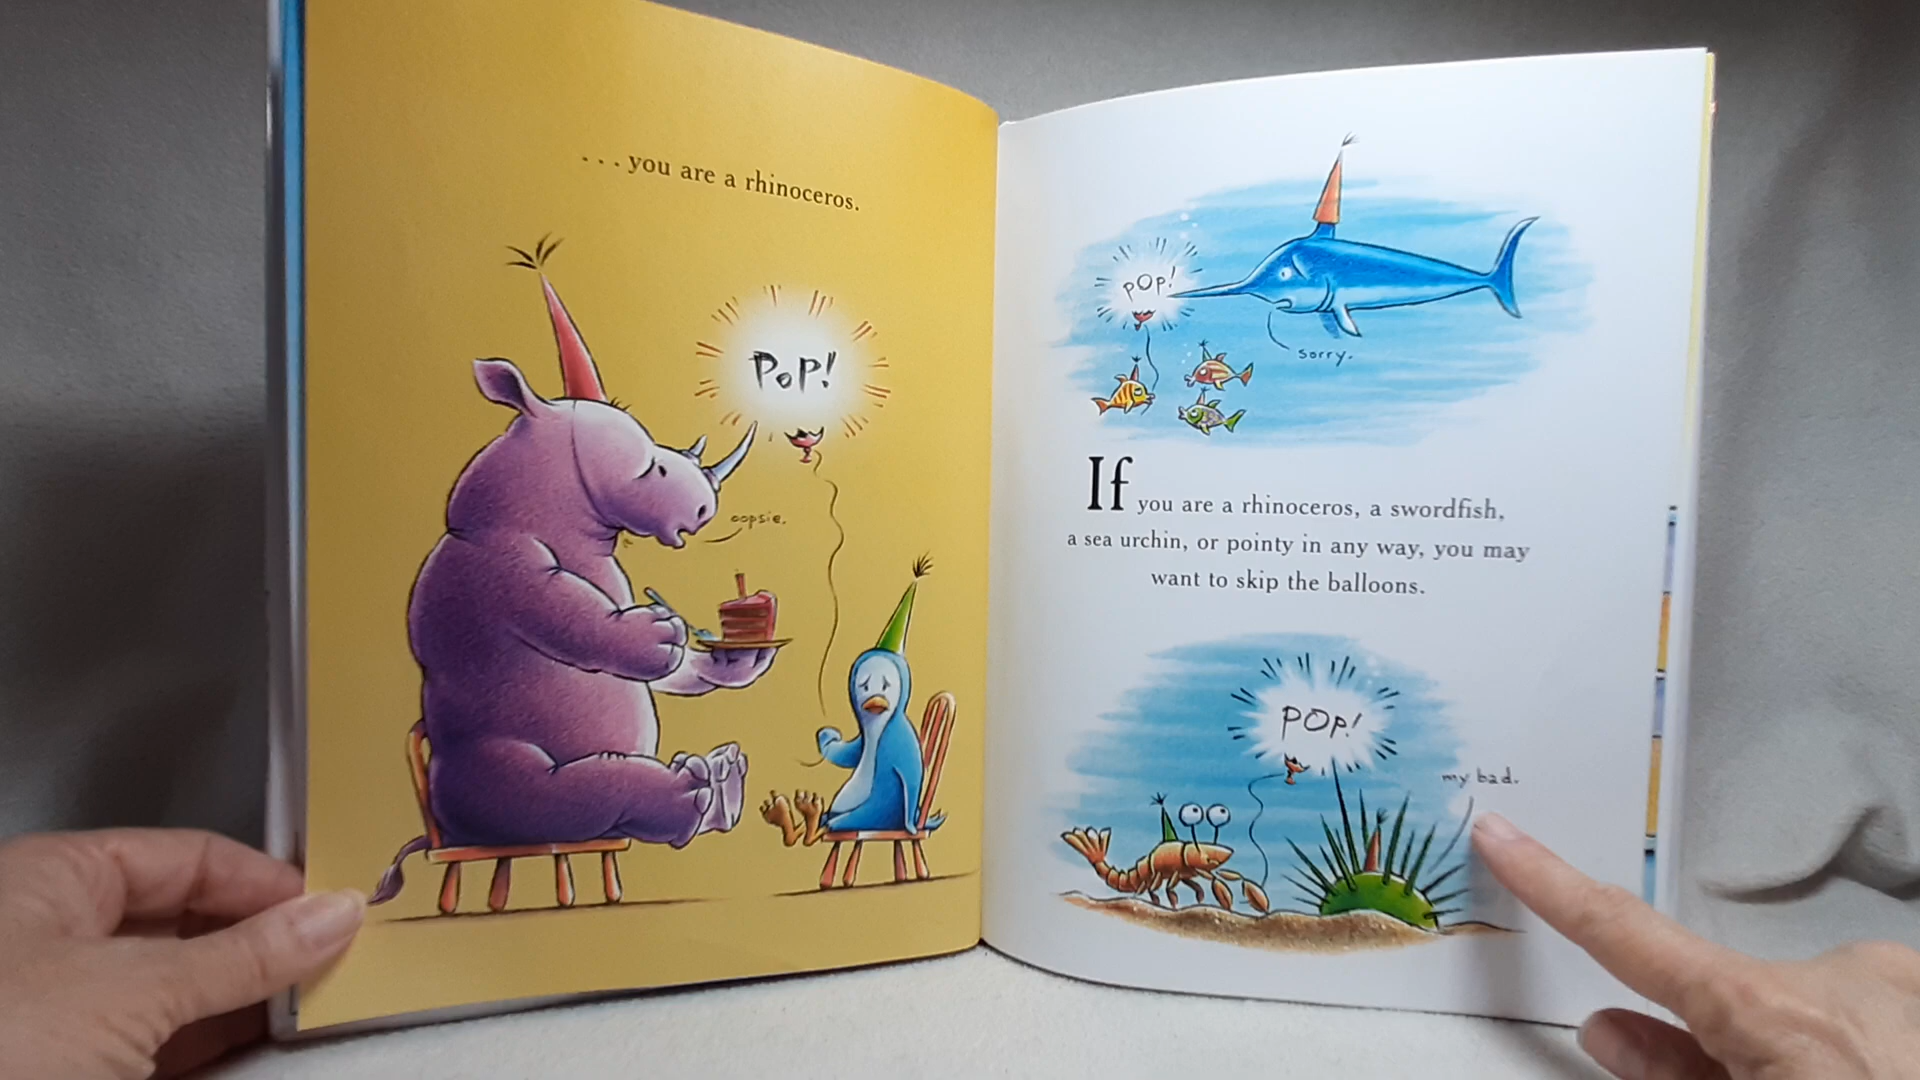 . . . you are a rhinoceros.
PoP!
oopsie.
POP!
sorry.
If you are a rhinoceros, a swordfish,
a sea urchin, or pointy in any way, you may
want to skip the balloons.
POP!
my bad.